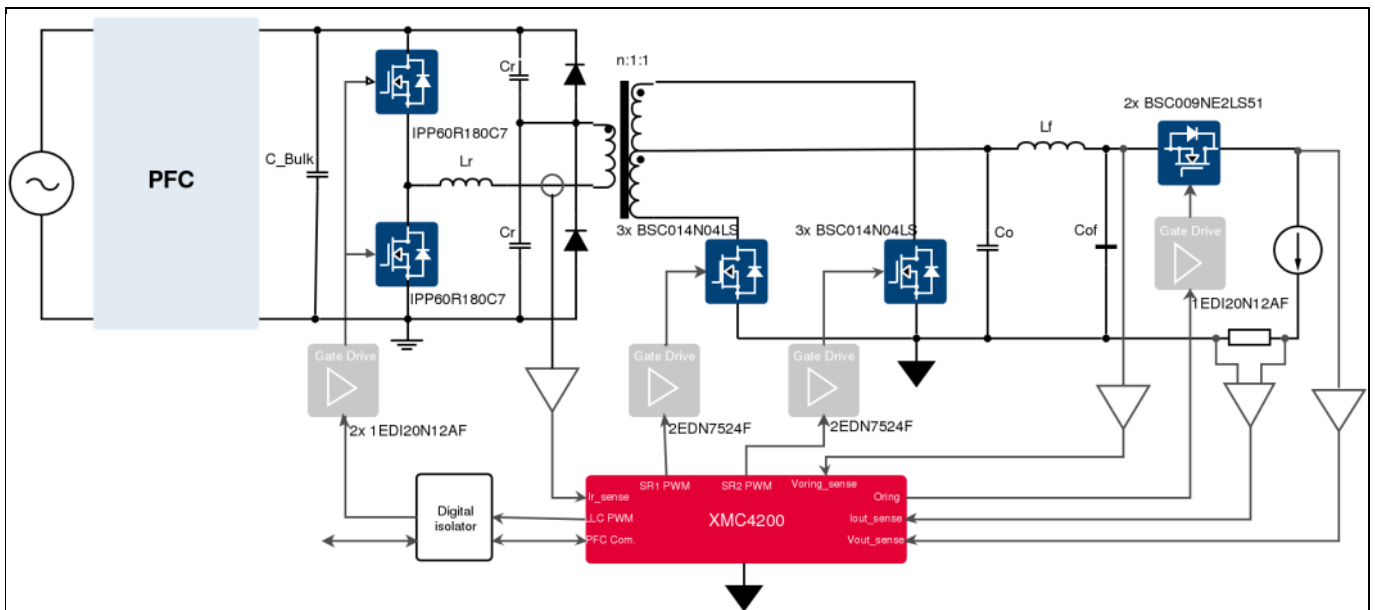 n:1:1
Cr
2x BSC009NE2LS51
IPP60R180C7
Lf
PFC
C_Bulk
Lr
Gate Drive
3x BSC014N04LS
3x BSC014N04LS
Cr
Co
Cof
IPP60R180C7
1EDI20N12AF
Gate Drive
Gate Drive
Gate Drive
2x 1EDI20N12AF
2EDN7524F
2EDN7524F
SR1 PWM
SR2 PWM
Voring_sense
Ir_sense
Oring
Digital
isolator
LLC PWM
XMC4200
Iout_sense
PFC Com.
Vout_sense